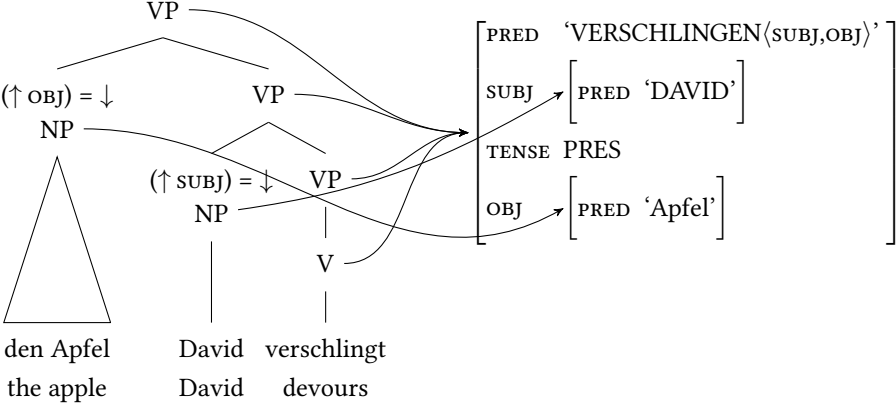 VP
PRED ‘VERSCHLINGEN⟨SUBJ,OBJ⟩’
(↑ OBJ) = ↓
VP
SUBJ [PRED ‘DAVID’]
NP
TENSE PRES
(↑ SUBJ) = ↓
VP
NP
OBJ [PRED ‘Apfel’]
V
den Apfel David verschlingt
the apple David devours